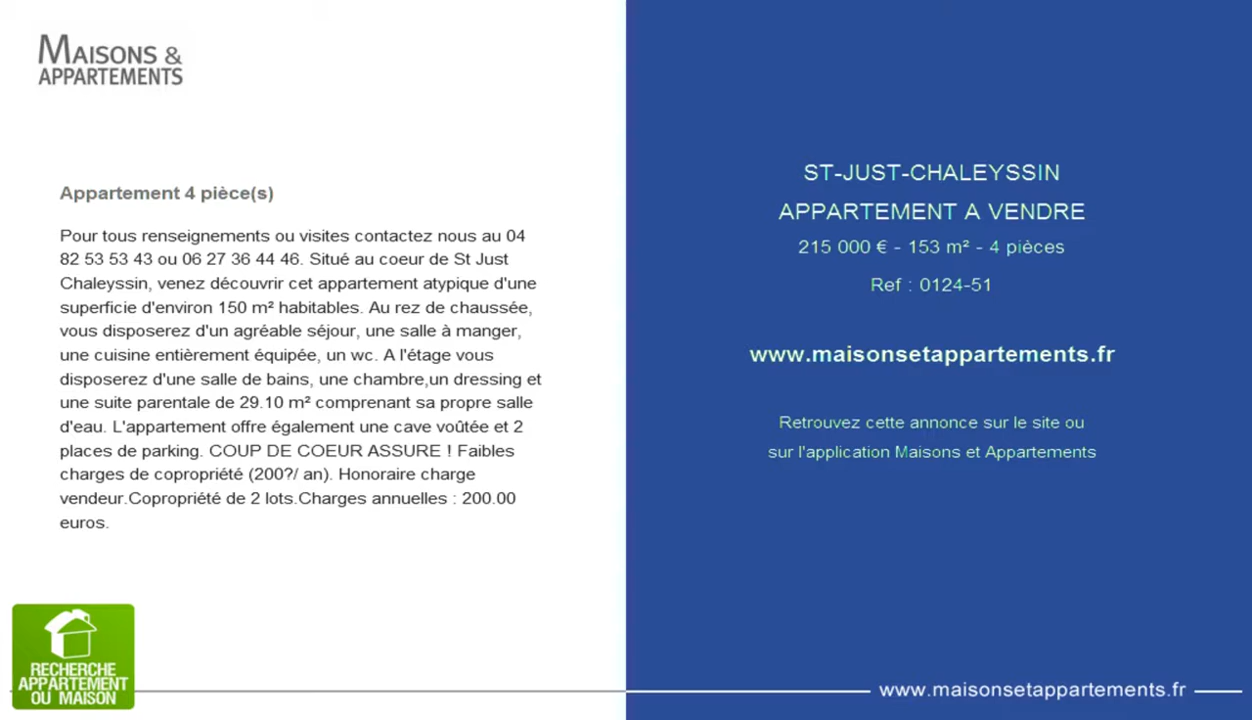 MAISONS &
APPARTEMENTS
Appartement 4 pièce(s)
Pour tous renseignements ou visites contactez nous au 04
82 53 53 43 ou 06 27 36 44 46. Situé au coeur de St Just
Chaleyssin, venez découvrir cet appartement atypique d'une
superficie d'environ 150 m² habitables. Au rez de chaussée,
vous disposerez d'un agréable séjour, une salle à manger,
une cuisine entièrement équipée, un wc. A l'étage vous
disposerez d'une salle de bains, une chambre,un dressing et
une suite parentale de 29.10 m² comprenant sa propre salle
d'eau. L'appartement offre également une cave voûtée et 2
places de parking. COUP DE COEUR ASSURE ! Faibles
charges de copropriété (200?/ an). Honoraire charge
vendeur.Copropriété de 2 lots.Charges annuelles : 200.00
euros.
RECHERCHE
APPARTEMENT
OU MAISON
ST-JUST-CHALEYSSIN
APPARTEMENT A VENDRE
215 000 € - 153 m² - 4 pièces
Ref : 0124-51
www.maisonsetappartements.fr
Retrouvez cette annonce sur le site ou
sur l'application Maisons et Appartements
www.maisonsetappartements.fr